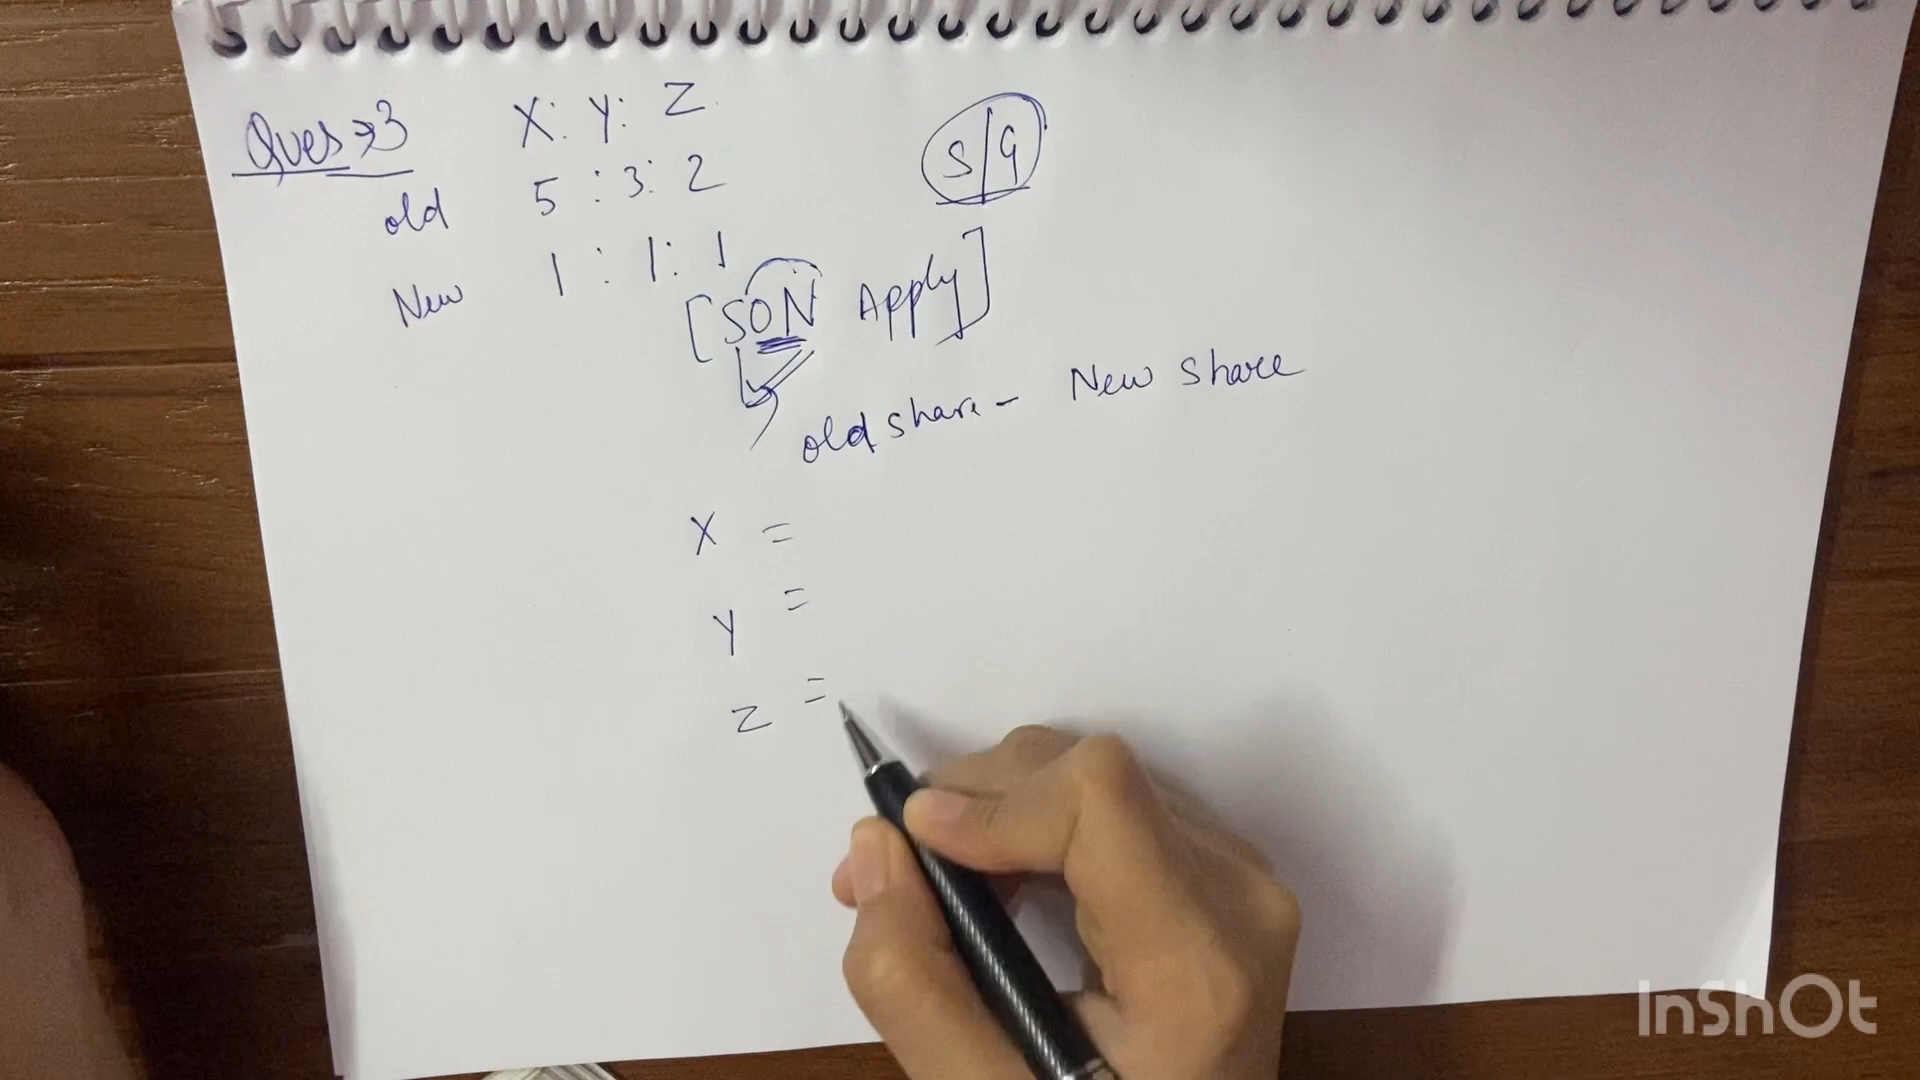 Ques → 3
X : Y : Z
old 5 : 3 : 2
New 1 : 1 : 1
S/G
[SON Apply]
old share - New share
X =
Y =
Z =
InShOt